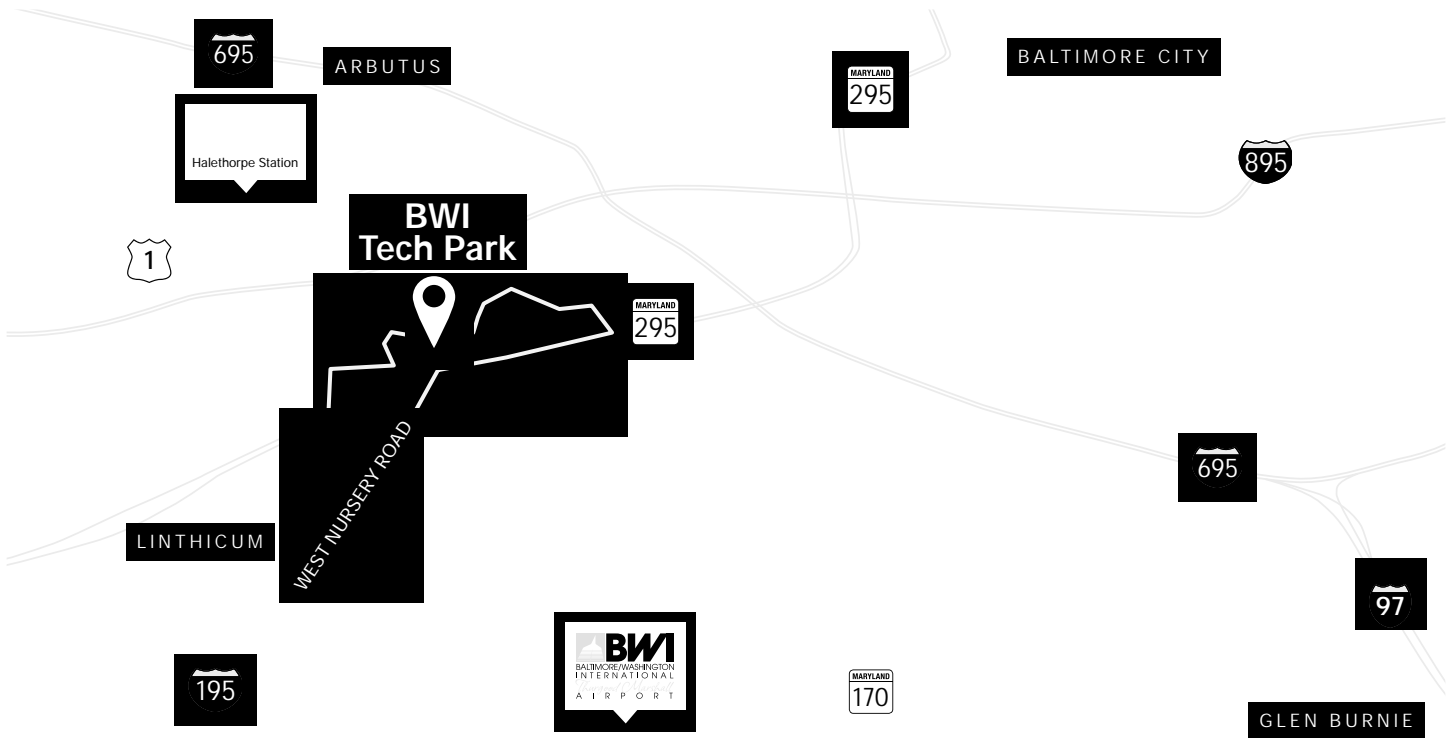 695
ARBUTUS
MARYLAND
295
BALTIMORE CITY
Halethorpe Station
895
BWI
Tech Park
1
MARYLAND
295
WEST NURSERY ROAD
695
LINTHICUM
97
BWI
BALTIMORE/WASHINGTON
INTERNATIONAL
AIRPORT
195
MARYLAND
170
GLEN BURNIE